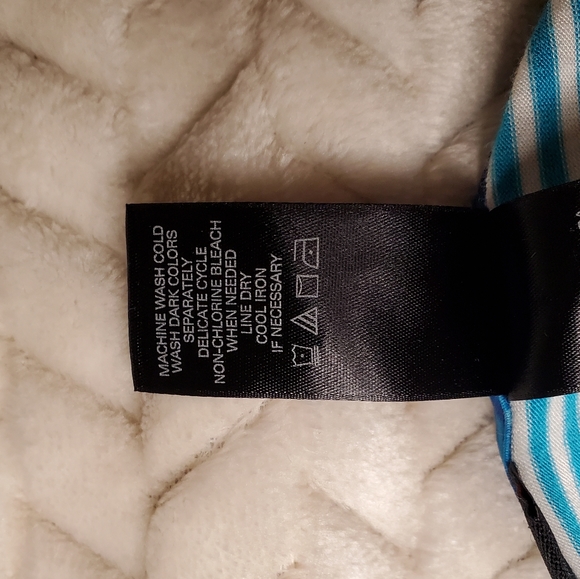 MACHINE WASH COLD
WASH DARK COLORS
SEPARATELY
DELICATE CYCLE
NON-CHLORINE BLEACH
WHEN NEEDED
LINE DRY
COOL IRON
IF NECESSARY